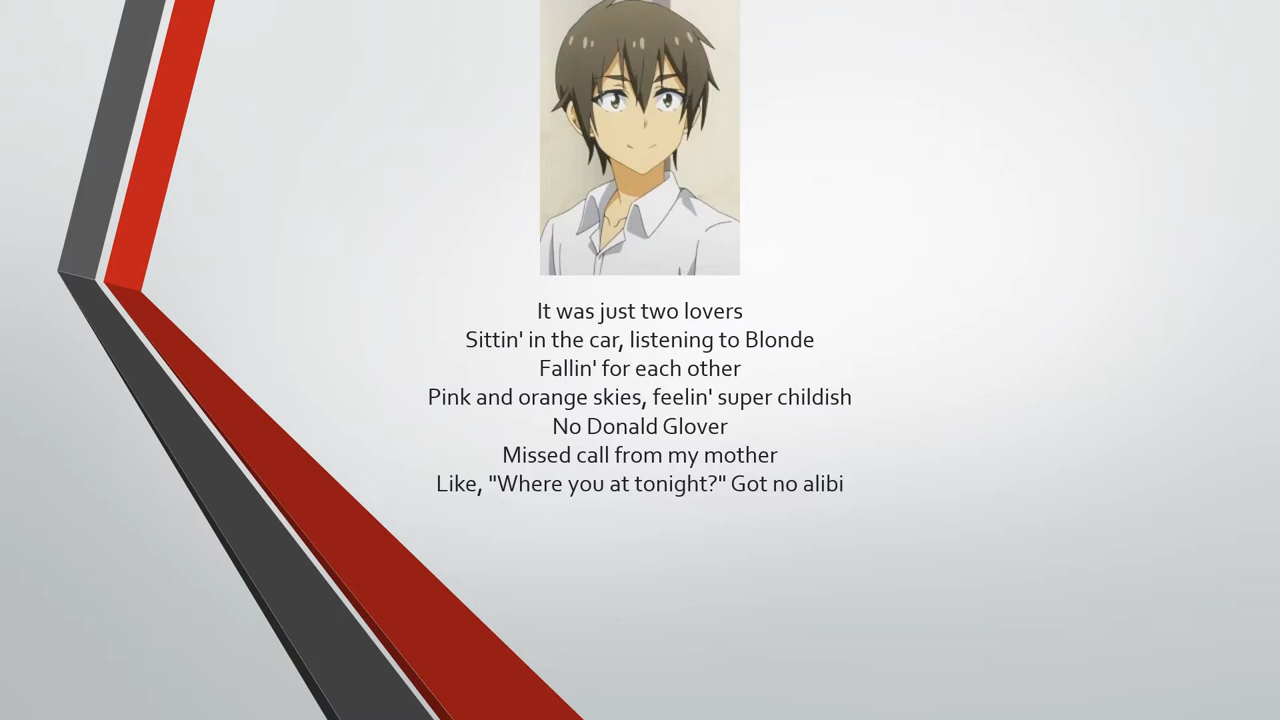 It was just two lovers
Sittin' in the car, listening to Blonde
Fallin' for each other
Pink and orange skies, feelin' super childish
No Donald Glover
Missed call from my mother
Like, "Where you at tonight?" Got no alibi